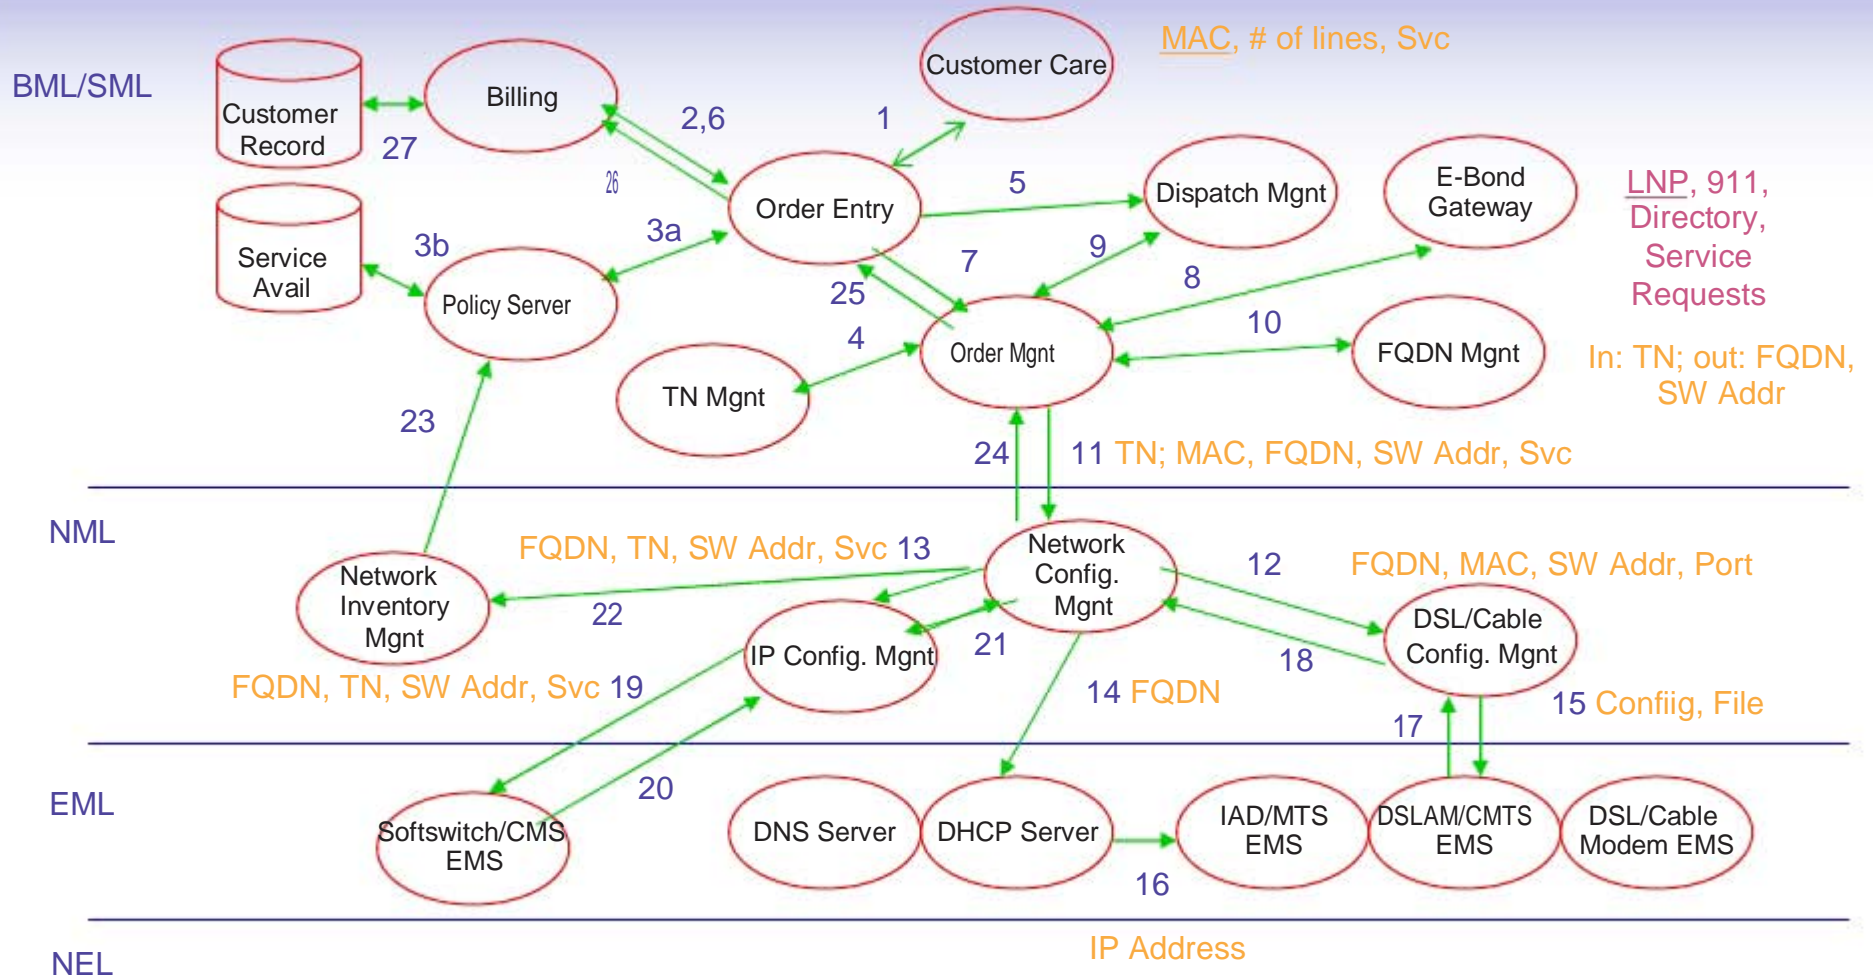 BML/SML
Customer
Record
27
Billing
2,6
26
1
Customer Care
MAC, # of lines, Svc
Order Entry
5
Dispatch Mgnt
E-Bond
Gateway
LNP, 911,
Directory,
Service
Requests
Service
Avail
3b
3a
Policy Server
7
9
8
25
4
10
Order Mgnt
FQDN Mgnt
In: TN; out: FQDN,
SW Addr
TN Mgnt
23
24
11 TN; MAC, FQDN, SW Addr, Svc
NML
FQDN, TN, SW Addr, Svc 13
Network
Config.
Mgnt
12
FQDN, MAC, SW Addr, Port
Network
Inventory
Mgnt
22
IP Config. Mgnt
21
18
DSL/Cable
Config. Mgnt
FQDN, TN, SW Addr, Svc 19
14 FQDN
17
15 Confiig, File
EML
20
Softswitch/CMS
EMS
DNS Server
DHCP Server
16
IAD/MTS
EMS
DSLAM/CMTS
EMS
DSL/Cable
Modem EMS
NEL
IP Address